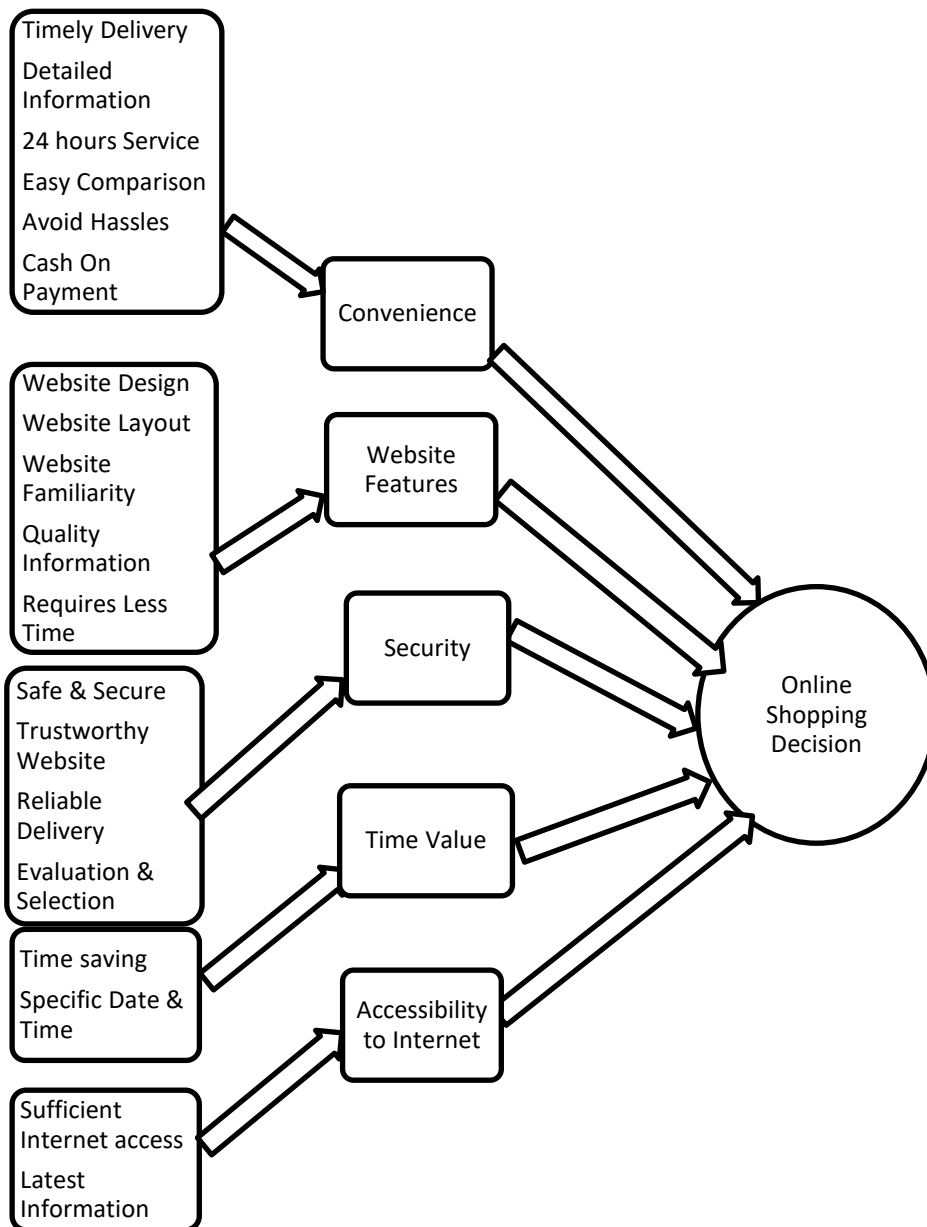 Timely Delivery
Detailed
Information
24 hours Service
Easy Comparison
Avoid Hassles
Cash On
Payment
Convenience
Website Design
Website Layout
Website
Familiarity
Quality
Information
Requires Less
Time
Website
Features
Safe & Secure
Trustworthy
Website
Reliable
Delivery
Evaluation &
Selection
Security
Time saving
Specific Date &
Time
Time Value
Sufficient
Internet access
Latest
Information
Accessibility
to Internet
Online
Shopping
Decision